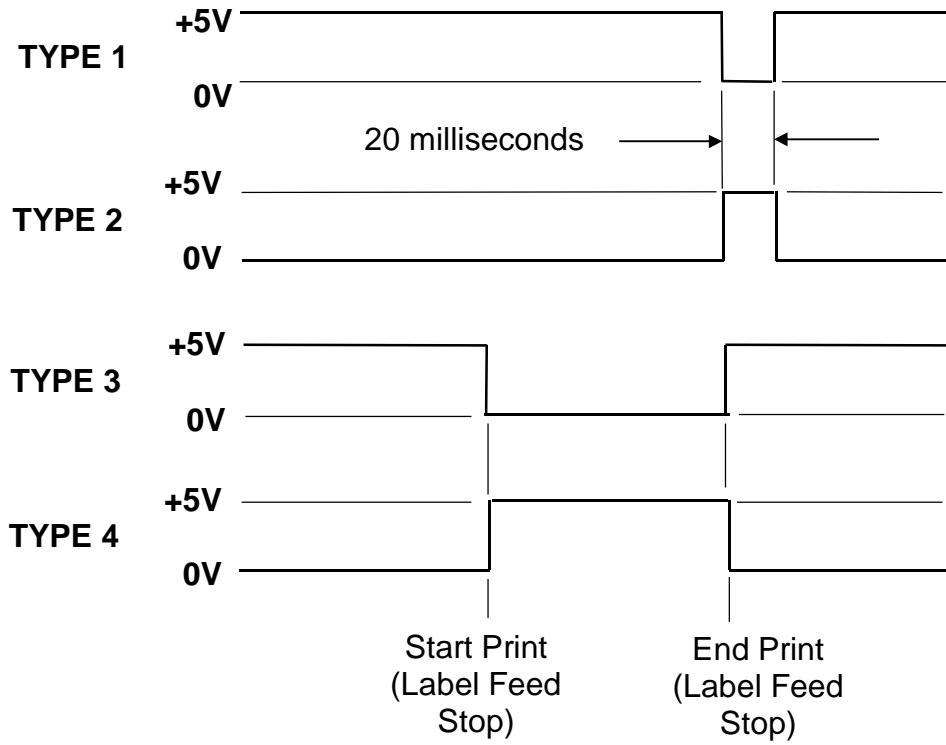 +5V
TYPE 1
0V
20 milliseconds
+5V
TYPE 2
0V
+5V
TYPE 3
0V
+5V
TYPE 4
0V
Start Print
(Label Feed
Stop)
End Print
(Label Feed
Stop)